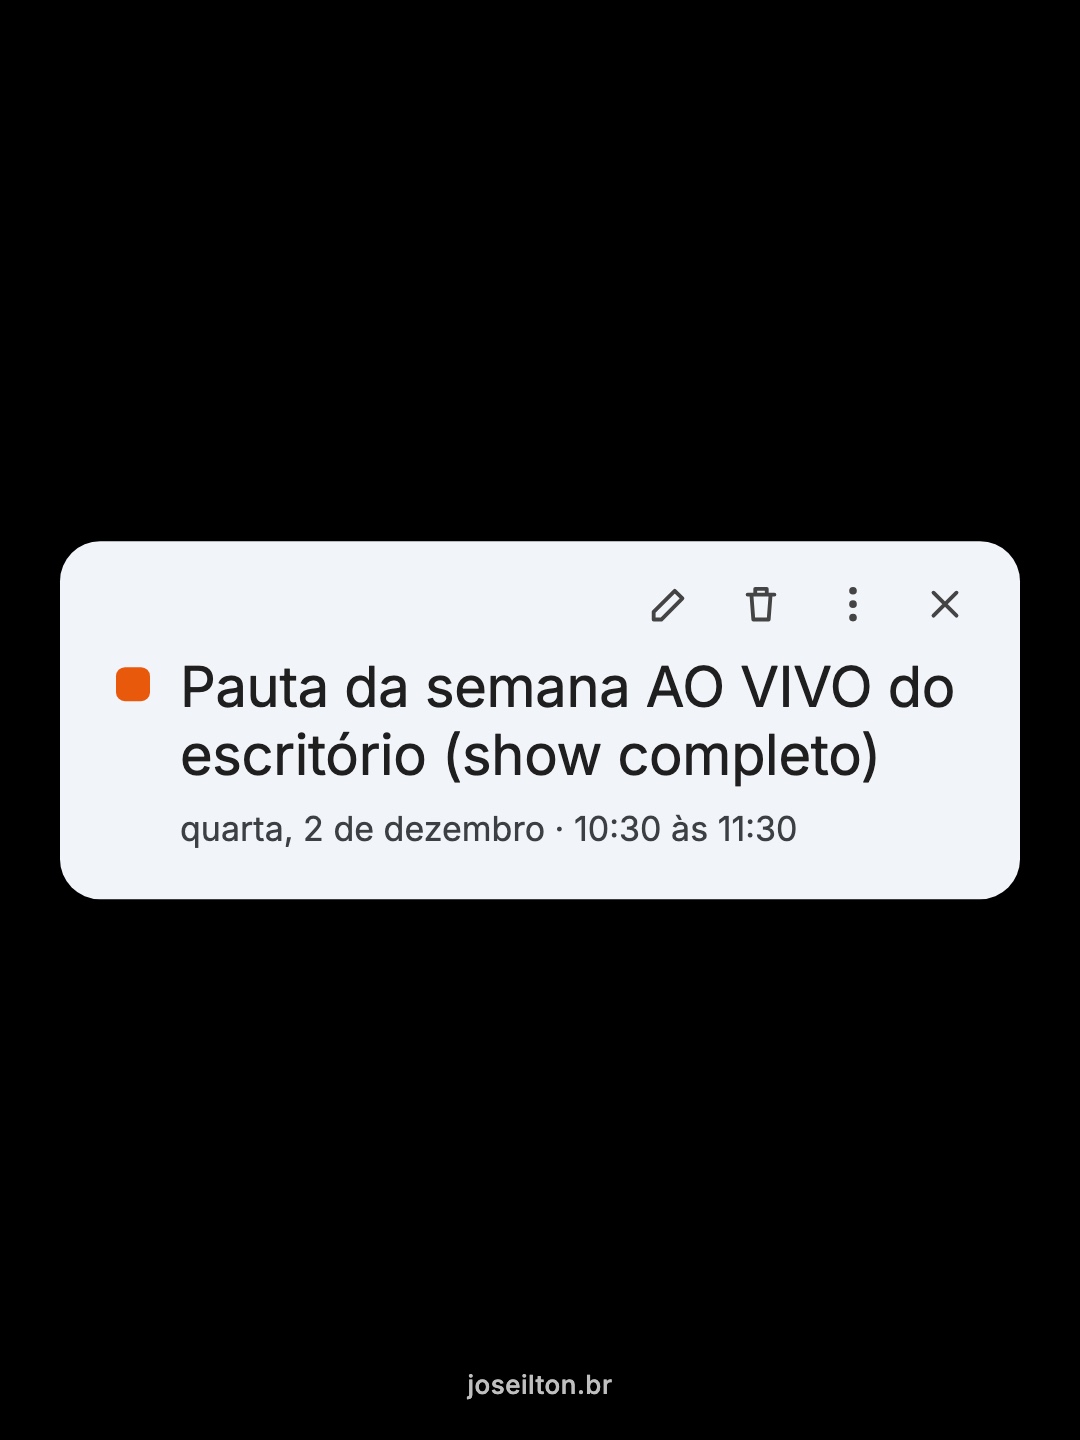 Pauta da semana AO VIVO do
escritório (show completo)
quarta, 2 de dezembro · 10:30 às 11:30
joseilton.br